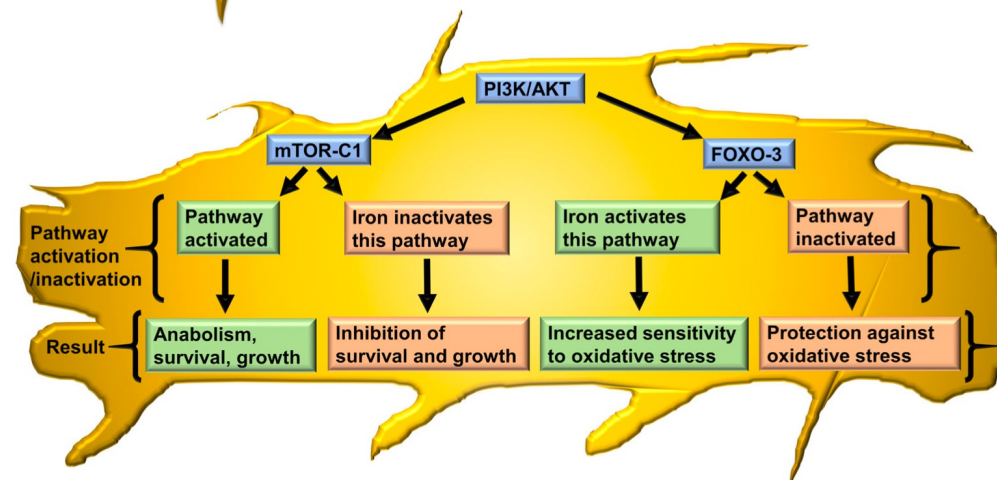 PI3K/AKT
mTOR-C1
FOXO-3
Pathway
activation
/inactivation
Pathway
activated
Iron inactivates
this pathway
Iron activates
this pathway
Pathway
inactivated
Result
Anabolism,
survival, growth
Inhibition of
survival and growth
Increased sensitivity
to oxidative stress
Protection against
oxidative stress